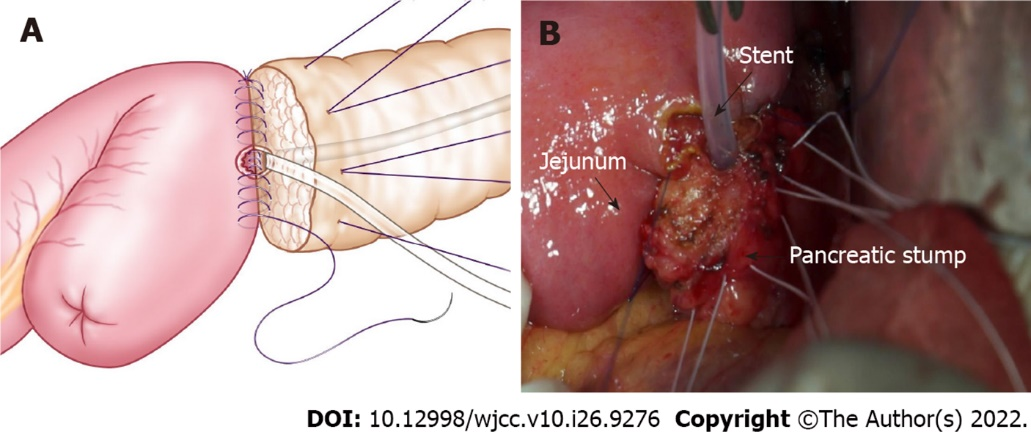 A
B
Stent
Jejunum
Pancreatic stump
DOI: 10.12998/wjcc.v10.i26.9276 Copyright ©The Author(s) 2022.